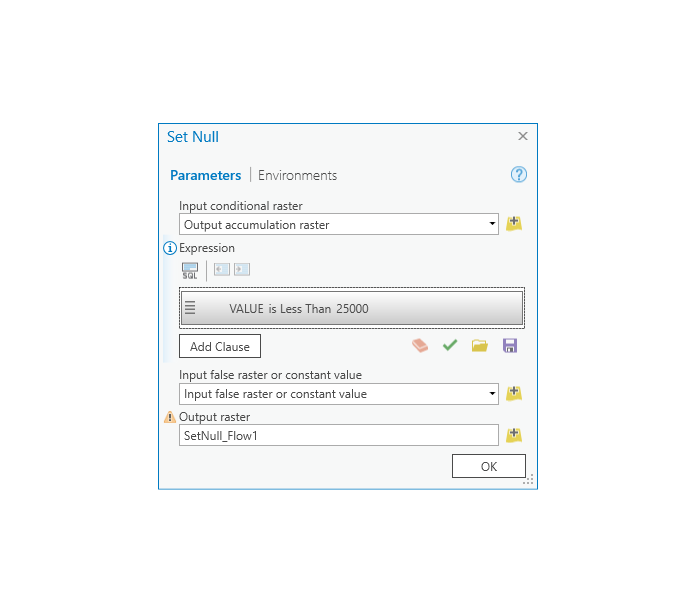 Set Null
Parameters | Environments
Input conditional raster
Output accumulation raster
Expression
SQL
VALUE is Less Than 25000
Add Clause
Input false raster or constant value
Input false raster or constant value
Output raster
SetNull_Flow1
OK